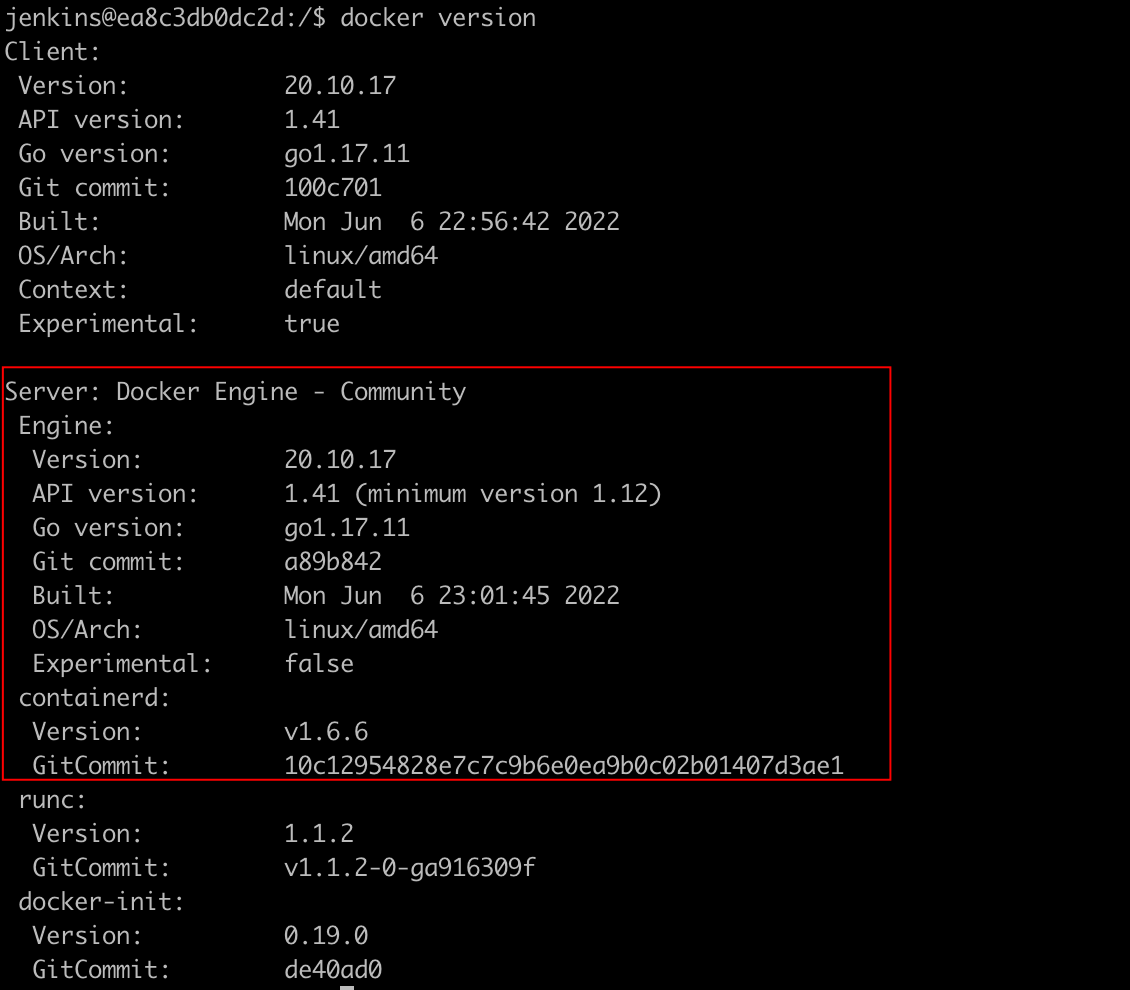 jenkins@ea8c3db0dc2d:/$ docker version
Client:
 Version:           20.10.17
 API version:       1.41
 Go version:        go1.17.11
 Git commit:        100c701
 Built:             Mon Jun  6 22:56:42 2022
 OS/Arch:           linux/amd64
 Context:           default
 Experimental:      true

Server: Docker Engine - Community
 Engine:
  Version:          20.10.17
  API version:      1.41 (minimum version 1.12)
  Go version:       go1.17.11
  Git commit:       a89b842
  Built:            Mon Jun  6 23:01:45 2022
  OS/Arch:          linux/amd64
  Experimental:     false
 containerd:
  Version:          v1.6.6
  GitCommit:        10c12954828e7c7c9b6e0ea9b0c02b01407d3ae1
 runc:
  Version:          1.1.2
  GitCommit:        v1.1.2-0-ga916309f
 docker-init:
  Version:          0.19.0
  GitCommit:        de40ad0